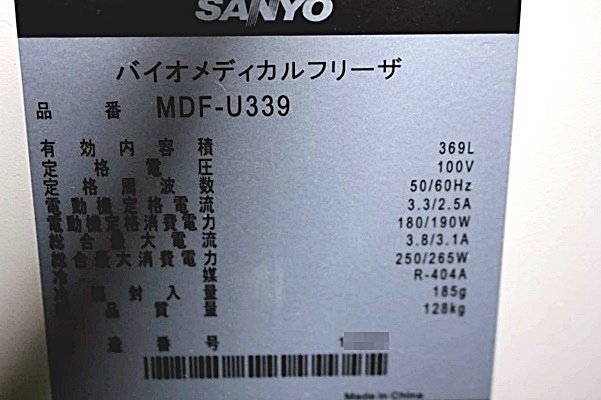 SANYO
バイオメディカルフリーザ
品番 MDF-U339
有効内容積 369L
定格電圧 100V
定格周波数 50/60Hz
電動機定格電流 3.3/2.5A
電動機定格消費電力 180/190W
総合最大電流 3.8/3.1A
総合最大消費電力 250/265W
冷媒 R-404A
冷媒封入量 185g
製品質量 128kg
製造番号 1
Made in China